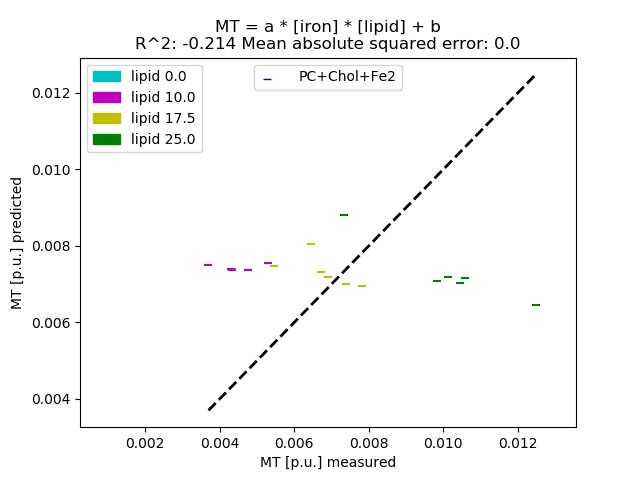 MT = a * [iron] * [lipid] + b
R^2: -0.214 Mean absolute squared error: 0.0
lipid 0.0
lipid 10.0
lipid 17.5
lipid 25.0
PC+Chol+Fe2
0.012
0.010
0.008
0.006
0.004
MT [p.u.] predicted
0.002 0.004 0.006 0.008 0.010 0.012
MT [p.u.] measured